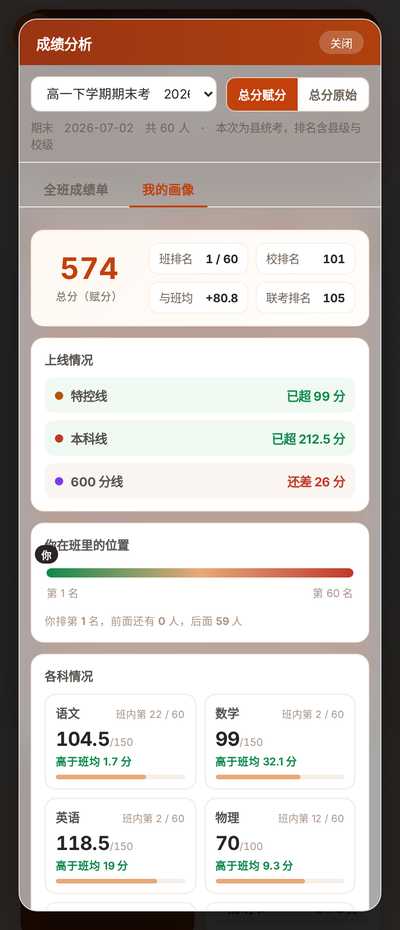 成绩分析
关闭
高一下学期期末考 2026
总分赋分
总分原始
期末 2026-07-02 共 60 人 · 本次为县统考，排名含县级与
校级
全班成绩单
我的画像
574
总分（赋分）
班排名 1 / 60
校排名 101
与班均 +80.8
联考排名 105
上线情况
特控线 已超 99 分
本科线 已超 212.5 分
600 分线 还差 26 分
你在班里的位置
你
第 1 名
第 60 名
你排第 1 名，前面还有 0 人，后面 59 人
各科情况
语文 班内第 22 / 60
104.5/150
高于班均 1.7 分
数学 班内第 2 / 60
99/150
高于班均 32.1 分
英语 班内第 2 / 60
118.5/150
高于班均 19 分
物理 班内第 12 / 60
70/100
高于班均 9.3 分